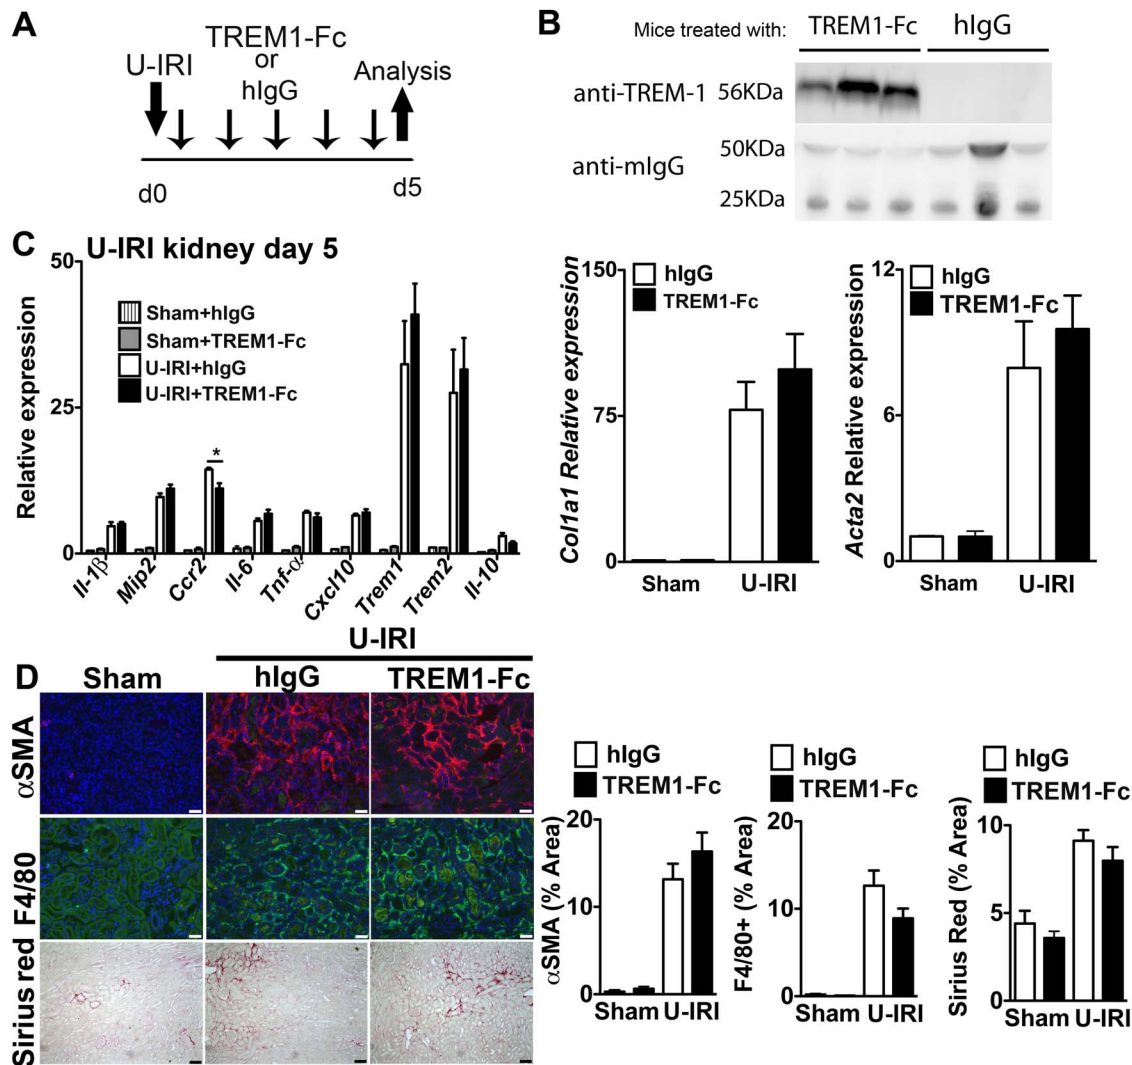 A
U-IRI
TREM1-Fc
or
hIgG
Analysis
d0
d5
B
Mice treated with:
TREM1-Fc
hIgG
anti-TREM-1
56KDa
anti-mIgG
50KDa
25KDa
C
U-IRI kidney day 5
Relative expression
50
25
0
Sham+hIgG
Sham+TREM1-Fc
U-IRI+hIgG
U-IRI+TREM1-Fc
*
Il-1β
Mip2
Ccr2
Il-6
Tnf-α
Cxcl10
Trem1
Trem2
Il-10
Col1a1 Relative expression
150
75
0
hIgG
TREM1-Fc
Sham
U-IRI
Acta2 Relative expression
12
6
0
hIgG
TREM1-Fc
Sham
U-IRI
D
U-IRI
Sham
hIgG
TREM1-Fc
αSMA
F4/80
Sirius red
hIgG
TREM1-Fc
αSMA (% Area)
20
10
0
Sham U-IRI
hIgG
TREM1-Fc
F4/80+ (% Area)
20
10
0
Sham U-IRI
hIgG
TREM1-Fc
Sirius Red (% Area)
10
5
0
Sham U-IRI